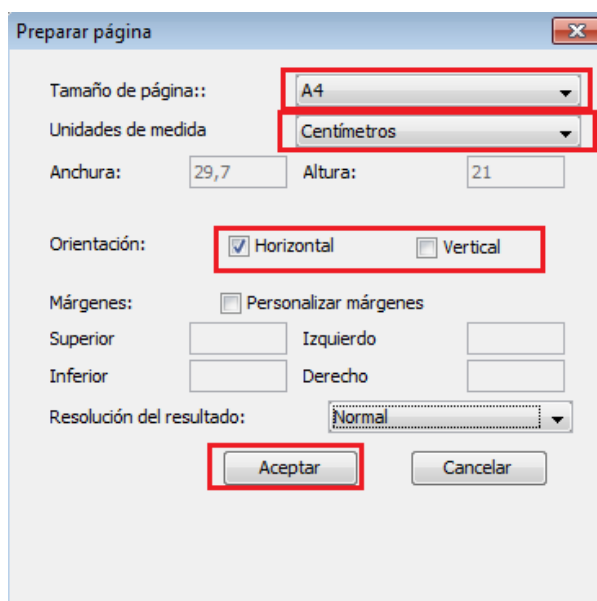 Preparar página
Tamaño de página:: A4
Unidades de medida Centímetros
Anchura: 29,7 Altura: 21
Orientación: Horizontal Vertical
Márgenes: Personalizar márgenes
Superior Izquierdo
Inferior Derecho
Resolución del resultado: Normal
Aceptar Cancelar